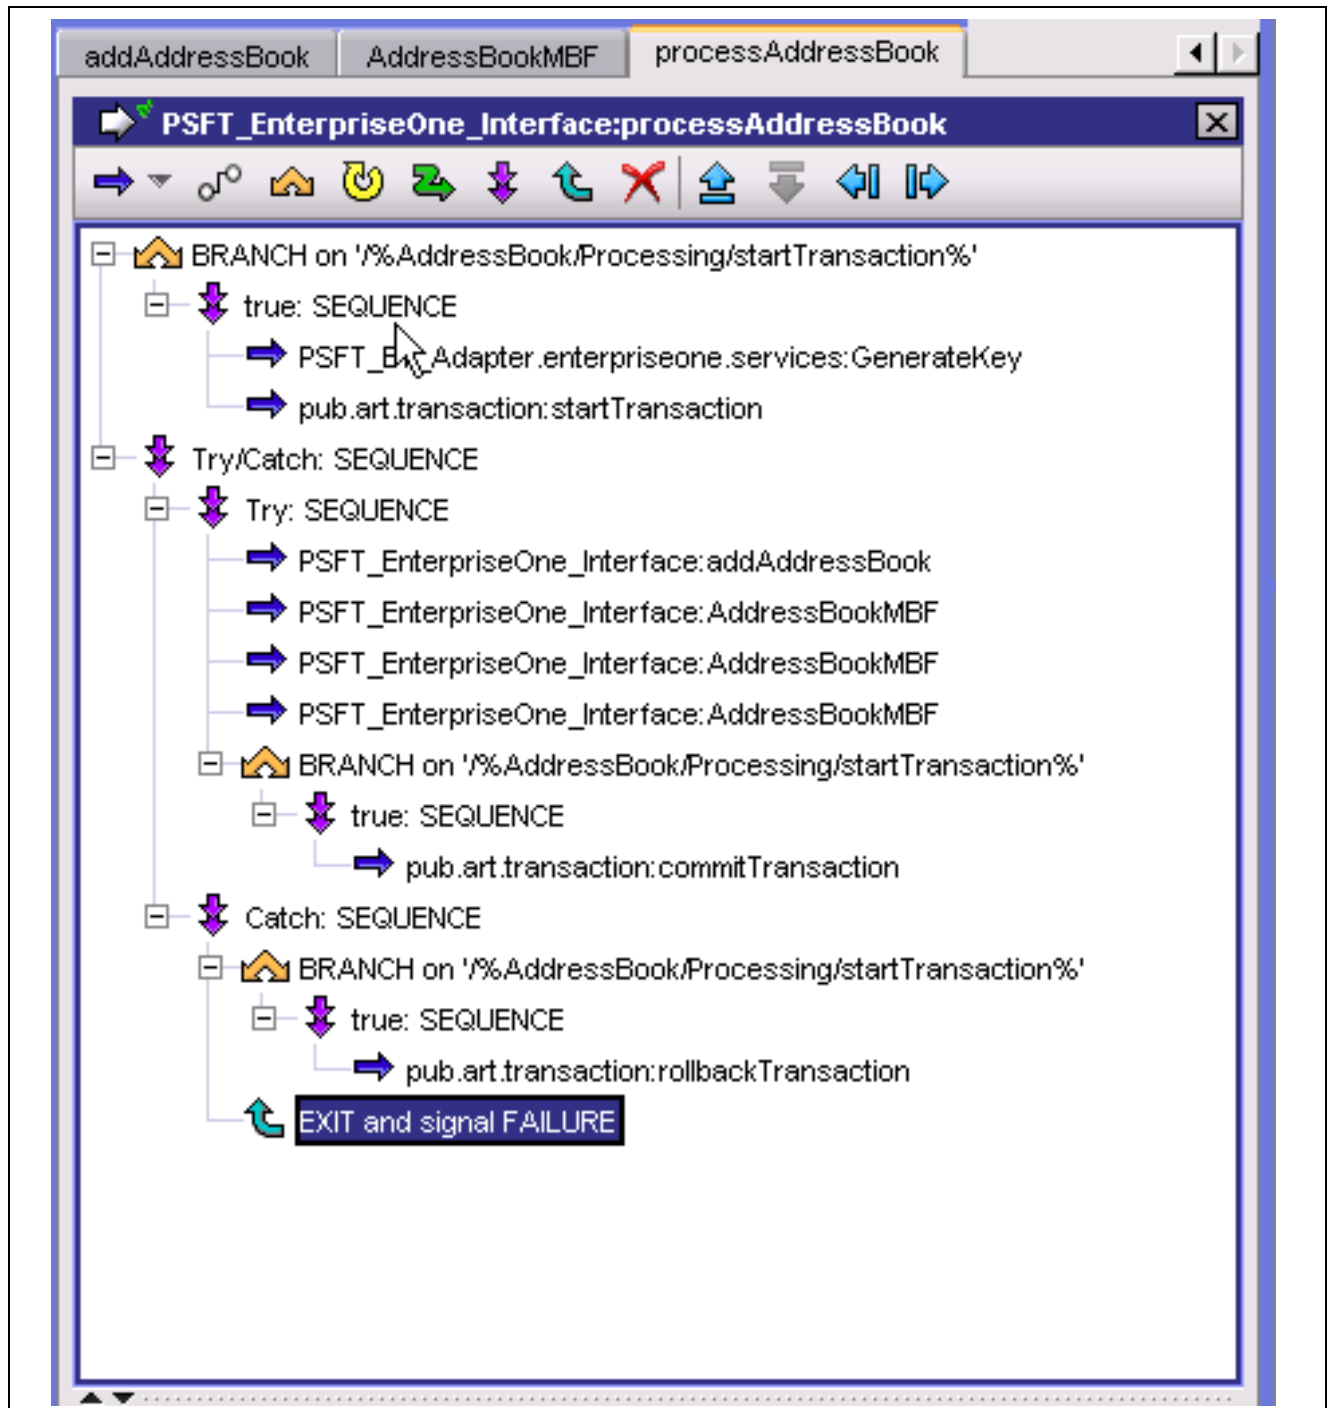 addAddressBook AddressBookMBF processAddressBook
PSFT_EnterpriseOne_Interface:processAddressBook
BRANCH on '/%AddressBook/Processing/startTransaction%'
true: SEQUENCE
Adapter.enterpriseone.services:GenerateKey
pub.art.transaction:startTransaction
Try/Catch: SEQUENCE
Try: SEQUENCE
PSFT_EnterpriseOne_Interface:addAddressBook
PSFT_EnterpriseOne_Interface:AddressBookMBF
PSFT_EnterpriseOne_Interface:AddressBookMBF
PSFT_EnterpriseOne_Interface:AddressBookMBF
BRANCH on '/%AddressBook/Processing/startTransaction%'
true: SEQUENCE
pub.art.transaction:commitTransaction
Catch: SEQUENCE
BRANCH on '/%AddressBook/Processing/startTransaction%'
true: SEQUENCE
pub.art.transaction:rollbackTransaction
EXIT and signal FAILURE